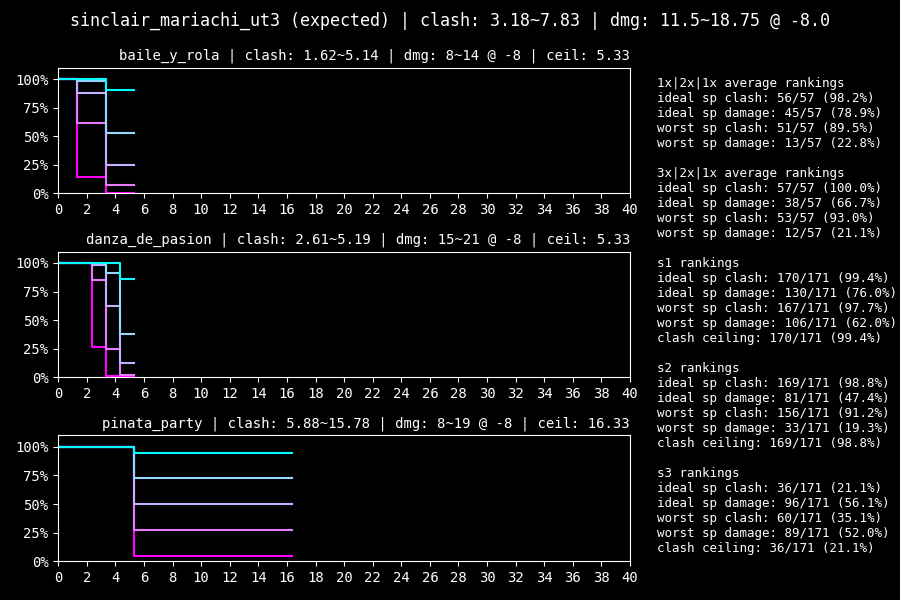 sinclair_mariachi_ut3 (expected) | clash: 3.18~7.83 | dmg: 11.5~18.75 @ -8.0
baile_y_rola | clash: 1.62~5.14 | dmg: 8~14 @ -8 | ceil: 5.33
100%
75%
50%
25%
0%
0 2 4 6 8 10 12 14 16 18 20 22 24 26 28 30 32 34 36 38 40
danza_de_pasion | clash: 2.61~5.19 | dmg: 15~21 @ -8 | ceil: 5.33
100%
75%
50%
25%
0%
0 2 4 6 8 10 12 14 16 18 20 22 24 26 28 30 32 34 36 38 40
pinata_party | clash: 5.88~15.78 | dmg: 8~19 @ -8 | ceil: 16.33
100%
75%
50%
25%
0%
0 2 4 6 8 10 12 14 16 18 20 22 24 26 28 30 32 34 36 38 40
1x|2x|1x average rankings
ideal sp clash: 56/57 (98.2%)
ideal sp damage: 45/57 (78.9%)
worst sp clash: 51/57 (89.5%)
worst sp damage: 13/57 (22.8%)
3x|2x|1x average rankings
ideal sp clash: 57/57 (100.0%)
ideal sp damage: 38/57 (66.7%)
worst sp clash: 53/57 (93.0%)
worst sp damage: 12/57 (21.1%)
s1 rankings
ideal sp clash: 170/171 (99.4%)
ideal sp damage: 130/171 (76.0%)
worst sp clash: 167/171 (97.7%)
worst sp damage: 106/171 (62.0%)
clash ceiling: 170/171 (99.4%)
s2 rankings
ideal sp clash: 169/171 (98.8%)
ideal sp damage: 81/171 (47.4%)
worst sp clash: 156/171 (91.2%)
worst sp damage: 33/171 (19.3%)
clash ceiling: 169/171 (98.8%)
s3 rankings
ideal sp clash: 36/171 (21.1%)
ideal sp damage: 96/171 (56.1%)
worst sp clash: 60/171 (35.1%)
worst sp damage: 89/171 (52.0%)
clash ceiling: 36/171 (21.1%)